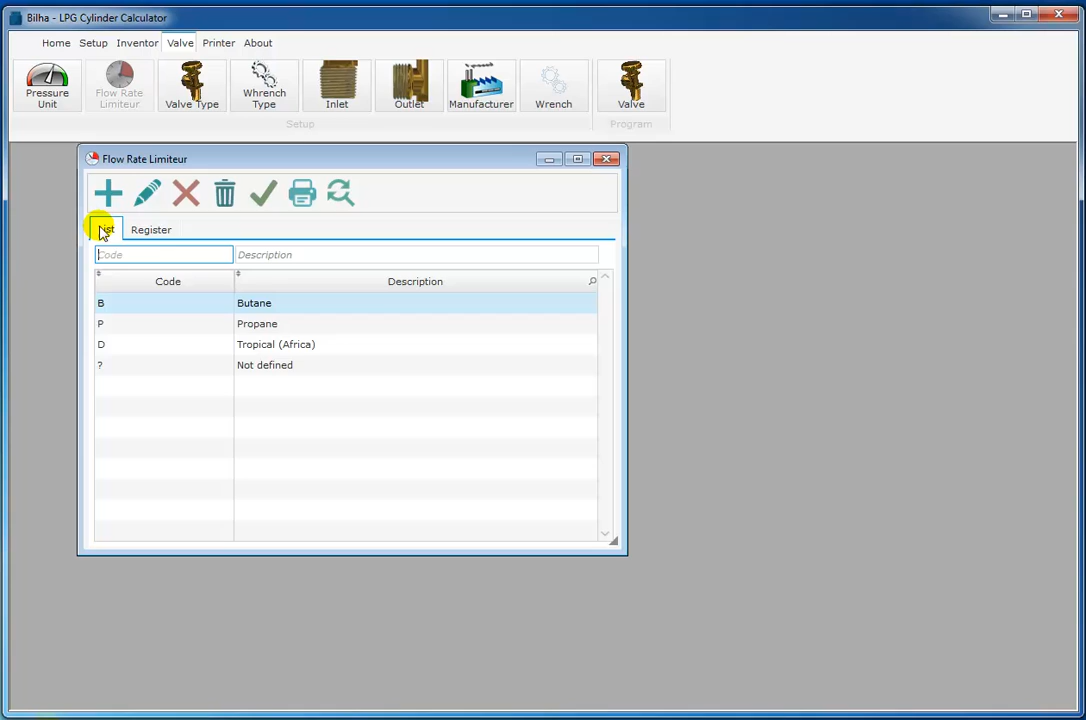 Bilha - LPG Cylinder Calculator
Home Setup Inventor Valve Printer About
Pressure Unit
Flow Rate Limiteur
Valve Type
Whrench Type
Inlet
Outlet
Manufacturer
Wrench
Valve
Setup
Program
Flow Rate Limiteur
List Register
Code Description
Code Description
B Butane
P Propane
D Tropical (Africa)
? Not defined